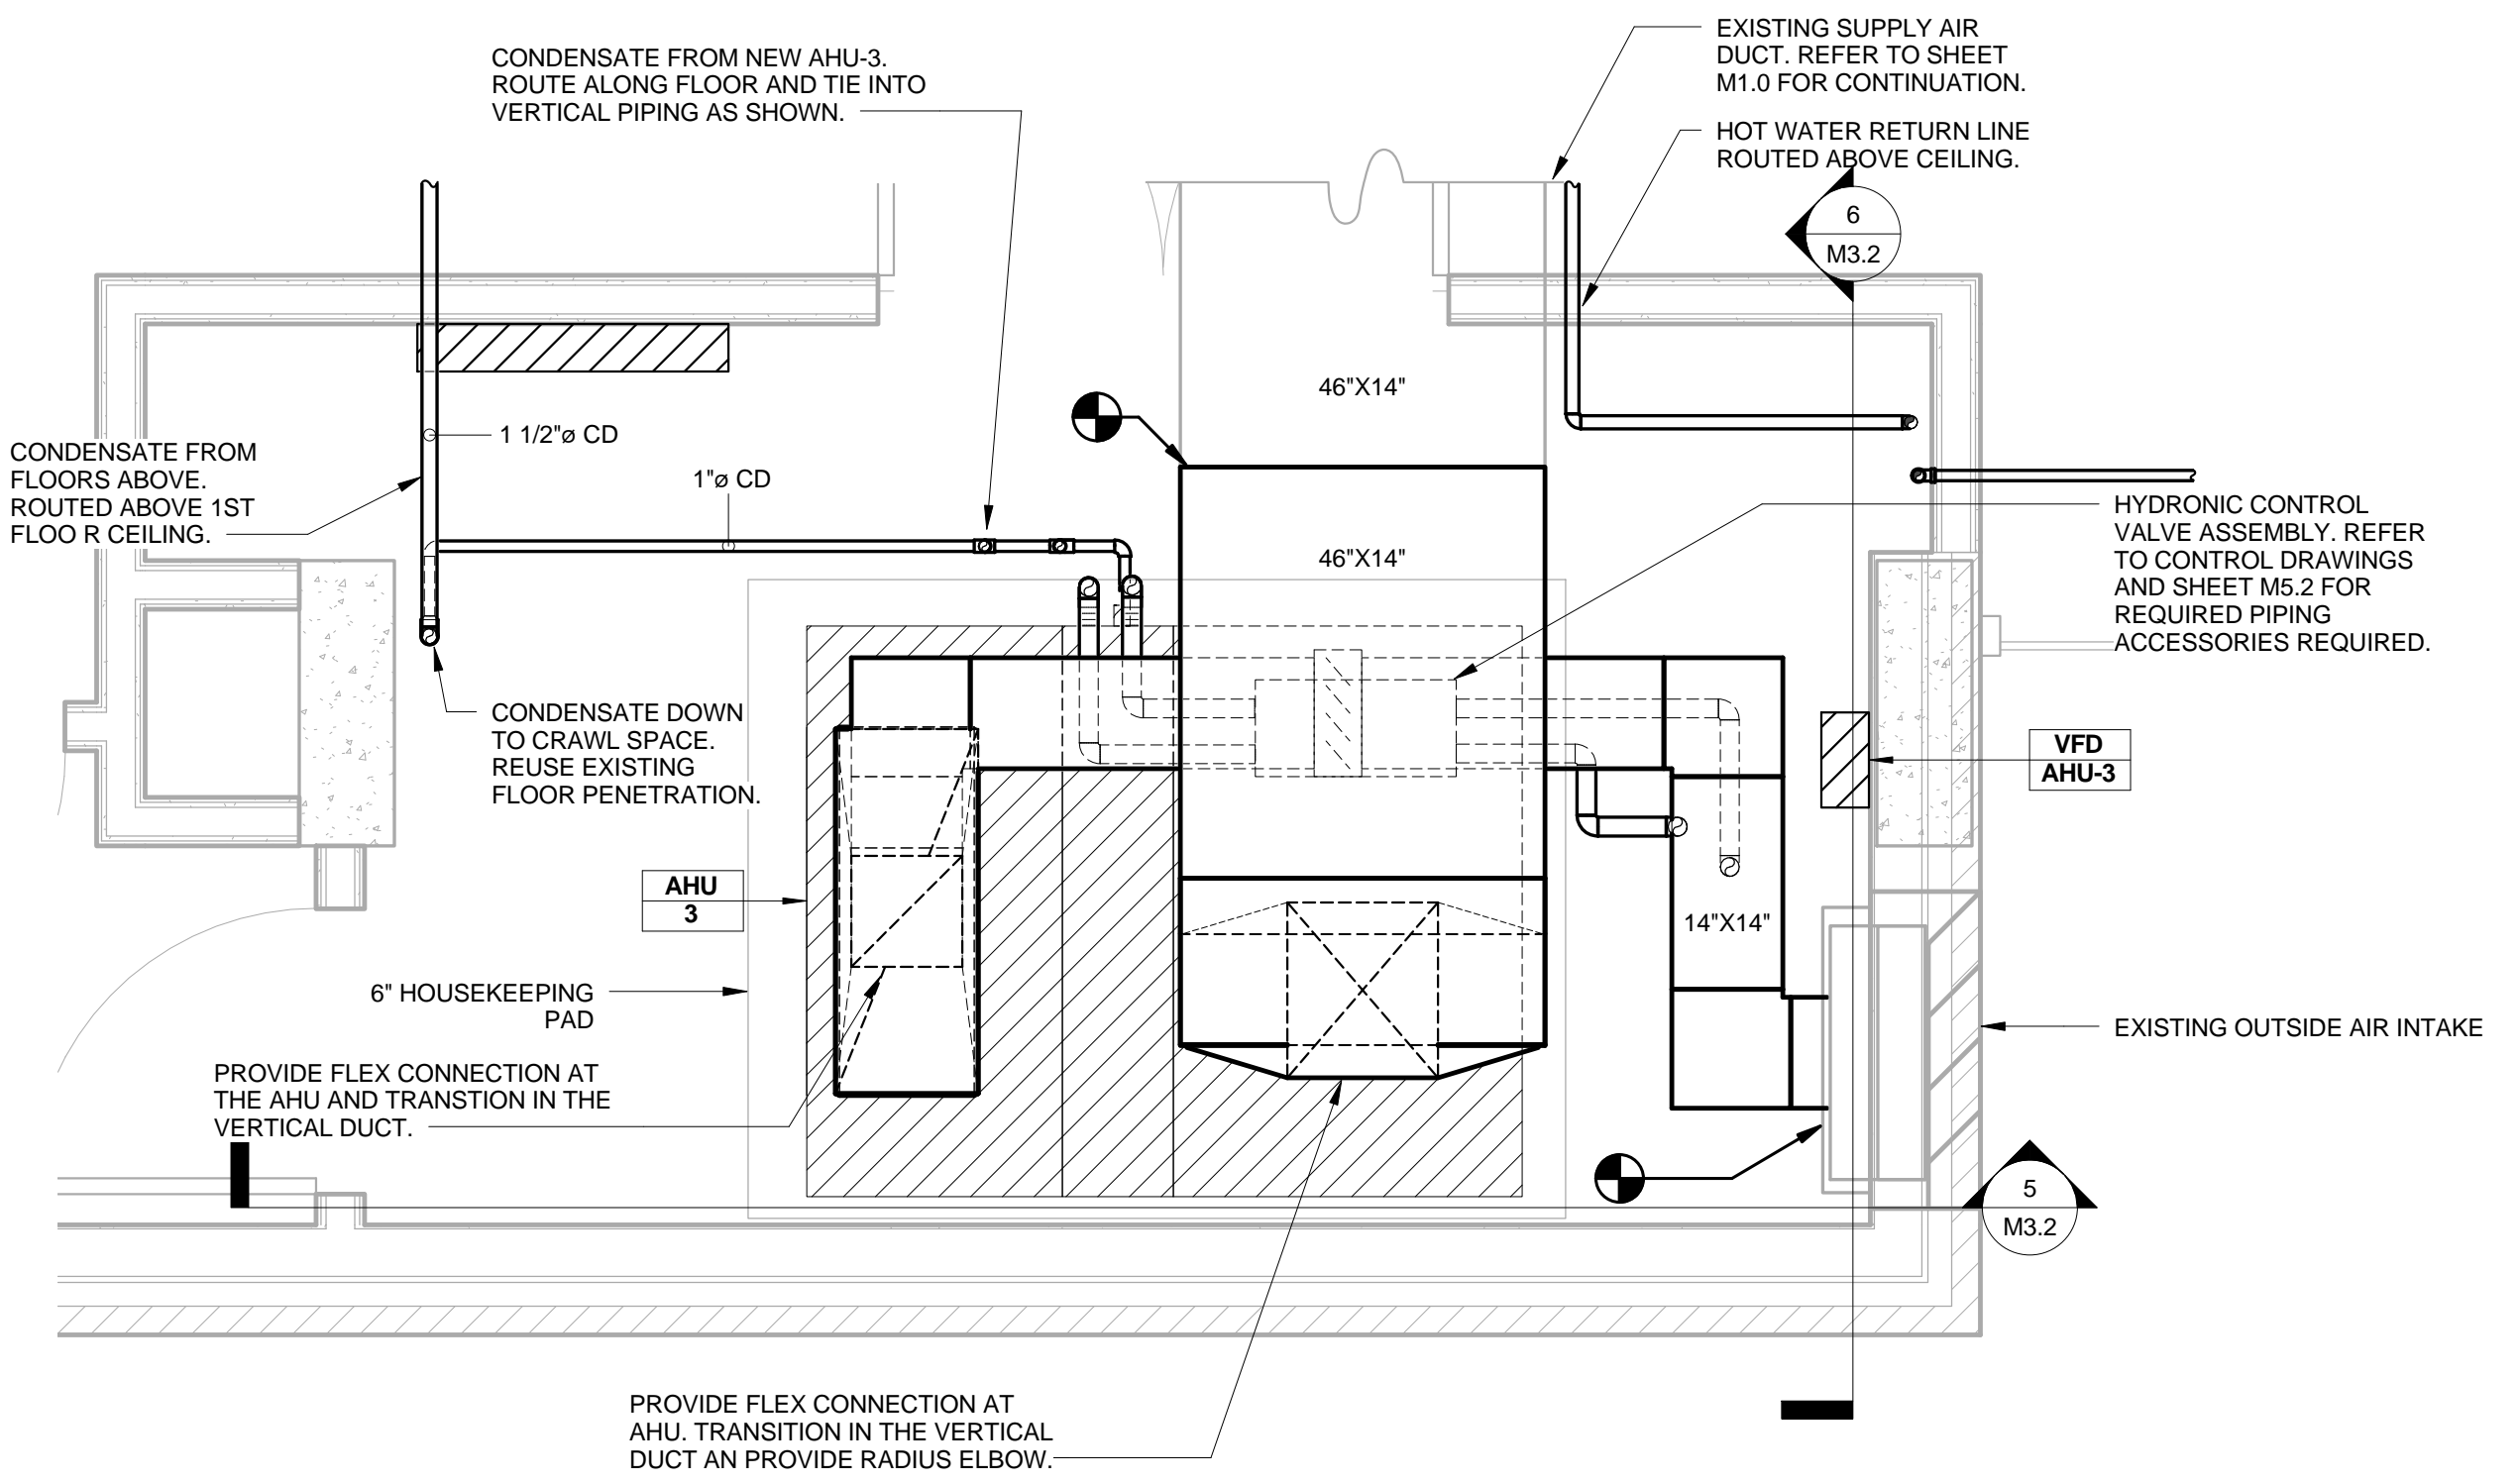 CONDENSATE FROM NEW AHU-3.
ROUTE ALONG FLOOR AND TIE INTO
VERTICAL PIPING AS SHOWN.
EXISTING SUPPLY AIR
DUCT. REFER TO SHEET
M1.0 FOR CONTINUATION.
HOT WATER RETURN LINE
ROUTED ABOVE CEILING.
6
M3.2
46"X14"
1 1/2"ø CD
CONDENSATE FROM
FLOORS ABOVE.
ROUTED ABOVE 1ST
FLOO R CEILING.
1"ø CD
46"X14"
HYDRONIC CONTROL
VALVE ASSEMBLY. REFER
TO CONTROL DRAWINGS
AND SHEET M5.2 FOR
REQUIRED PIPING
ACCESSORIES REQUIRED.
CONDENSATE DOWN
TO CRAWL SPACE.
REUSE EXISTING
FLOOR PENETRATION.
VFD
AHU-3
AHU
3
14"X14"
6" HOUSEKEEPING
PAD
EXISTING OUTSIDE AIR INTAKE
PROVIDE FLEX CONNECTION AT
THE AHU AND TRANSTION IN THE
VERTICAL DUCT.
5
M3.2
PROVIDE FLEX CONNECTION AT
AHU. TRANSITION IN THE VERTICAL
DUCT AN PROVIDE RADIUS ELBOW.